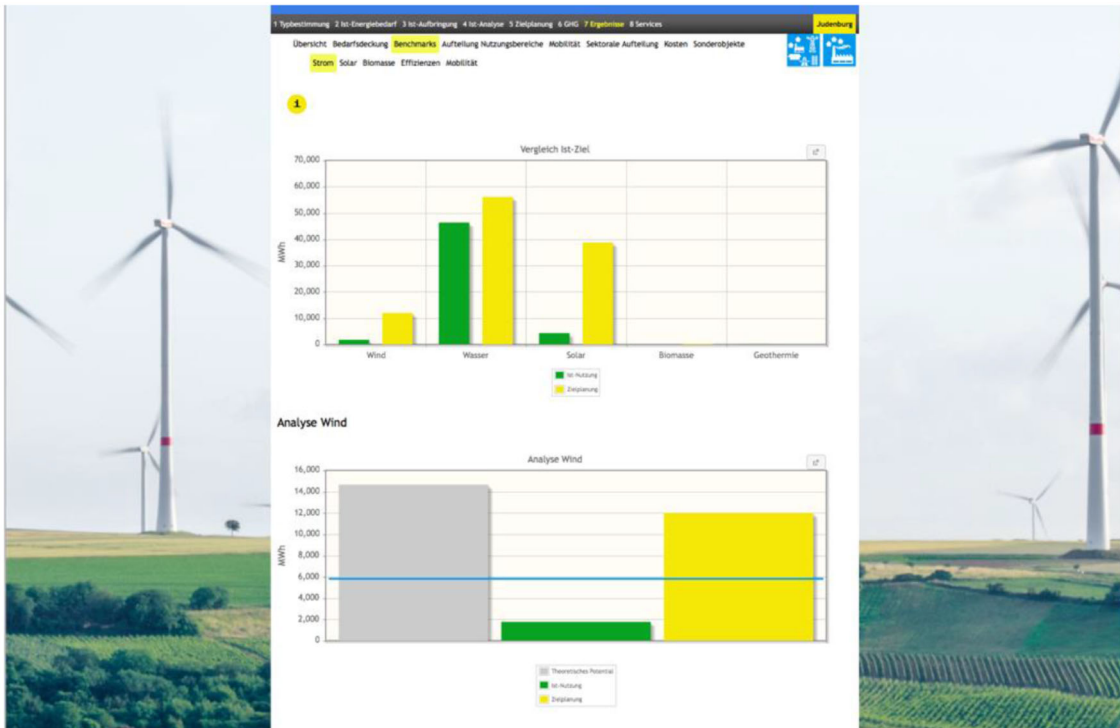 1 Typbestimmung 2 Ist-Energiebedarf 3 Ist-Aufbringung 4 Ist-Analyse 5 Zielplanung 6 GHG 7 Ergebnisse 8 Services Judenburg
Übersicht Bedarfsdeckung Benchmarks Aufteilung Nutzungsbereiche Mobilität Sektorale Aufteilung Kosten Sonderobjekte
Strom Solar Biomasse Effizienzen Mobilität
i
Vergleich Ist-Ziel
70,000
60,000
50,000
40,000
30,000
20,000
10,000
0
MWh
Wind Wasser Solar Biomasse Geothermie
Ist-Nutzung
Zielplanung
Analyse Wind
Analyse Wind
16,000
14,000
12,000
10,000
8,000
6,000
4,000
2,000
0
MWh
Theoretisches Potential
Ist-Nutzung
Zielplanung